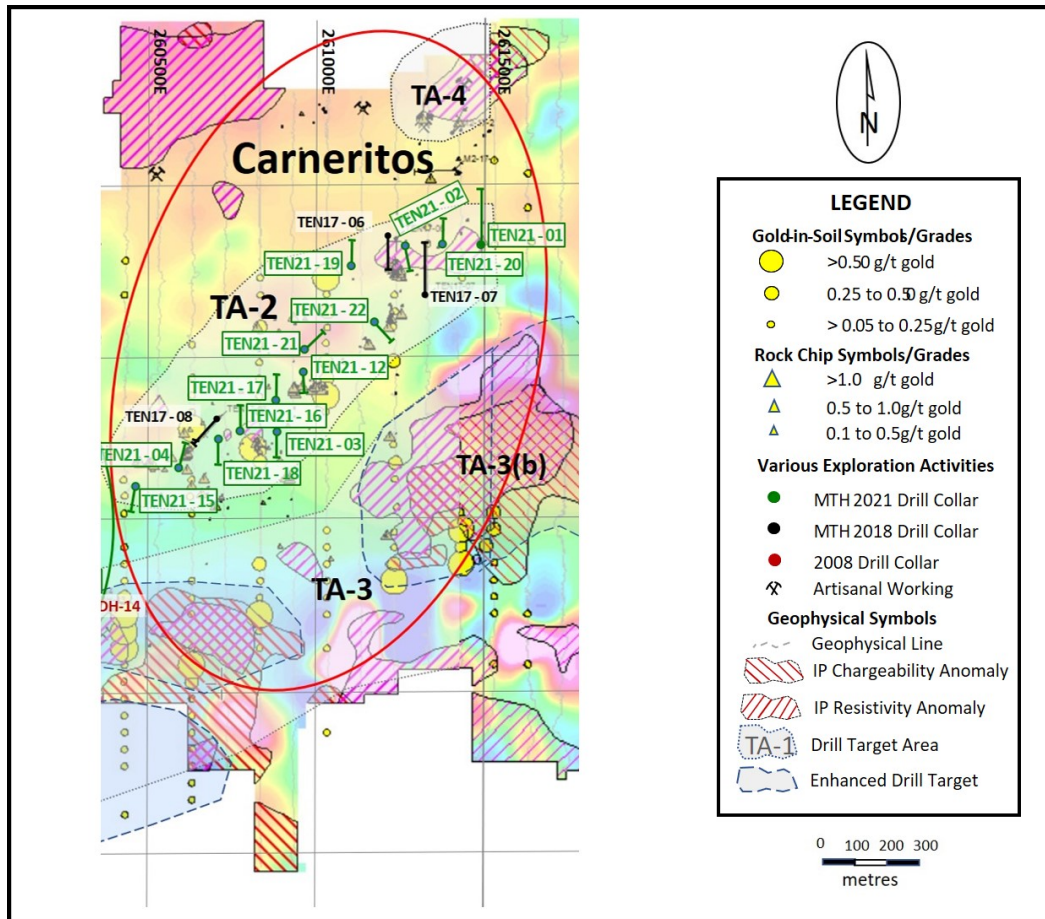 260500E
261000E
261500E
TA-4
Carneritos
M2-17-
TEN17 - 06
TEN21 - 02
TEN21 - 01
TEN21 - 19
TEN21 - 20
TEN17 - 07
TA-2
TEN21 - 22
TEN21 - 21
TEN21 - 12
TEN21 - 17
TEN17 - 08
TEN21 - 16
TEN21 - 04
TEN21 - 03
TEN21 - 18
TEN21 - 15
TA-3(b)
TA-3
DH-14
N
LEGEND
Gold-in-Soil Symbols/Grades
>0.50 g/t gold
0.25 to 0.50 g/t gold
> 0.05 to 0.25g/t gold
Rock Chip Symbols/Grades
>1.0 g/t gold
0.5 to 1.0g/t gold
0.1 to 0.5g/t gold
Various Exploration Activities
MTH 2021 Drill Collar
MTH 2018 Drill Collar
2008 Drill Collar
Artisanal Working
Geophysical Symbols
Geophysical Line
IP Chargeability Anomaly
IP Resistivity Anomaly
TA-1 Drill Target Area
Enhanced Drill Target
0 100 200 300
metres